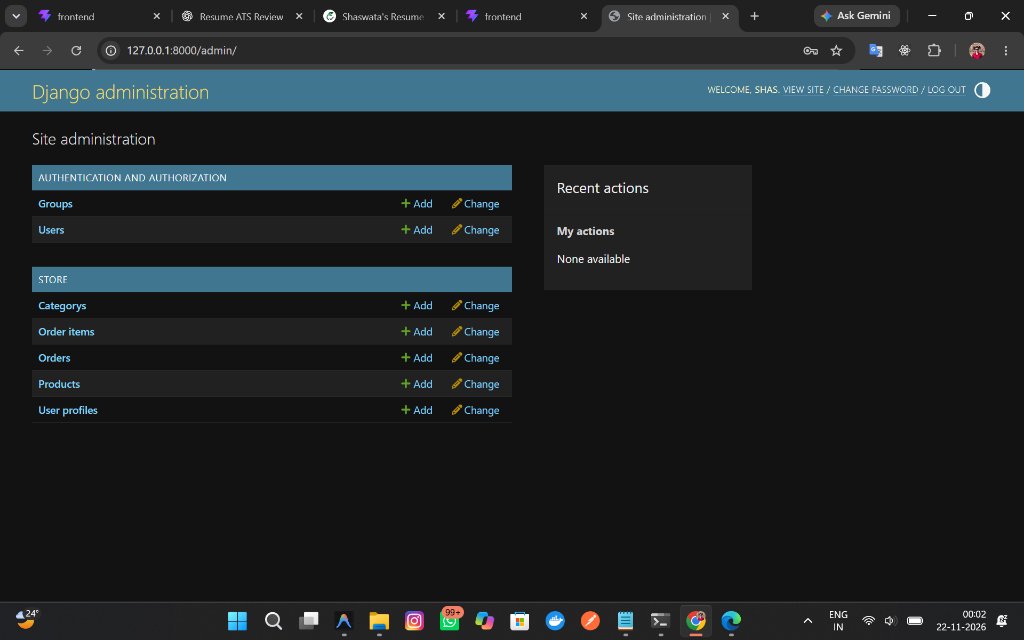 frontend
Resume ATS Review
Shaswata's Resume
frontend
Site administration
Ask Gemini
127.0.0.1:8000/admin/
Django administration
WELCOME, SHAS. VIEW SITE / CHANGE PASSWORD / LOG OUT
Site administration
AUTHENTICATION AND AUTHORIZATION
Groups Add Change
Users Add Change
STORE
Categorys Add Change
Order items Add Change
Orders Add Change
Products Add Change
User profiles Add Change
Recent actions
My actions
None available
24°
99+
ENG
IN
00:02
22-11-2026